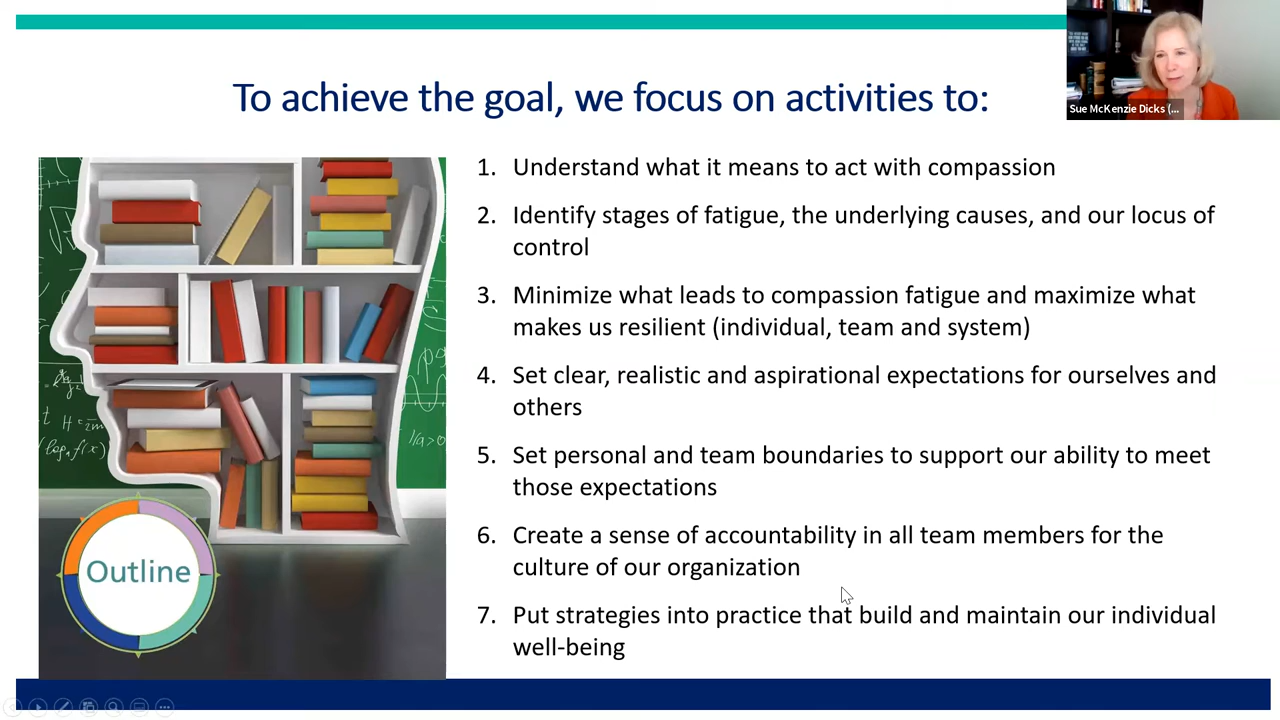 To achieve the goal, we focus on activities to:
Sue McKenzie Dicks (...
1. Understand what it means to act with compassion
2. Identify stages of fatigue, the underlying causes, and our locus of
control
3. Minimize what leads to compassion fatigue and maximize what
makes us resilient (individual, team and system)
4. Set clear, realistic and aspirational expectations for ourselves and
others
5. Set personal and team boundaries to support our ability to meet
those expectations
6. Create a sense of accountability in all team members for the
culture of our organization
7. Put strategies into practice that build and maintain our individual
well-being
Outline